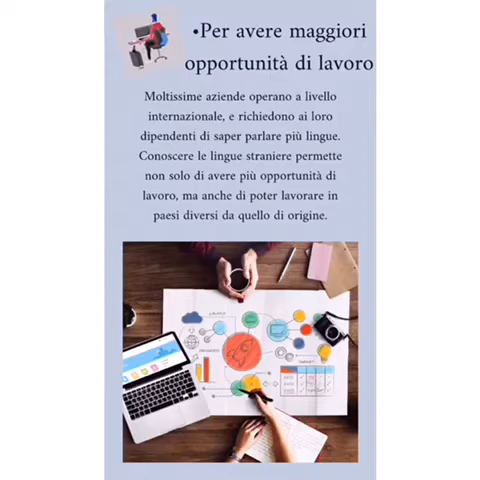 •Per avere maggiori
opportunità di lavoro
Moltissime aziende operano a livello
internazionale, e richiedono ai loro
dipendenti di saper parlare più lingue.
Conoscere le lingue straniere permette
non solo di avere più opportunità di
lavoro, ma anche di poter lavorare in
paesi diversi da quello di origine.